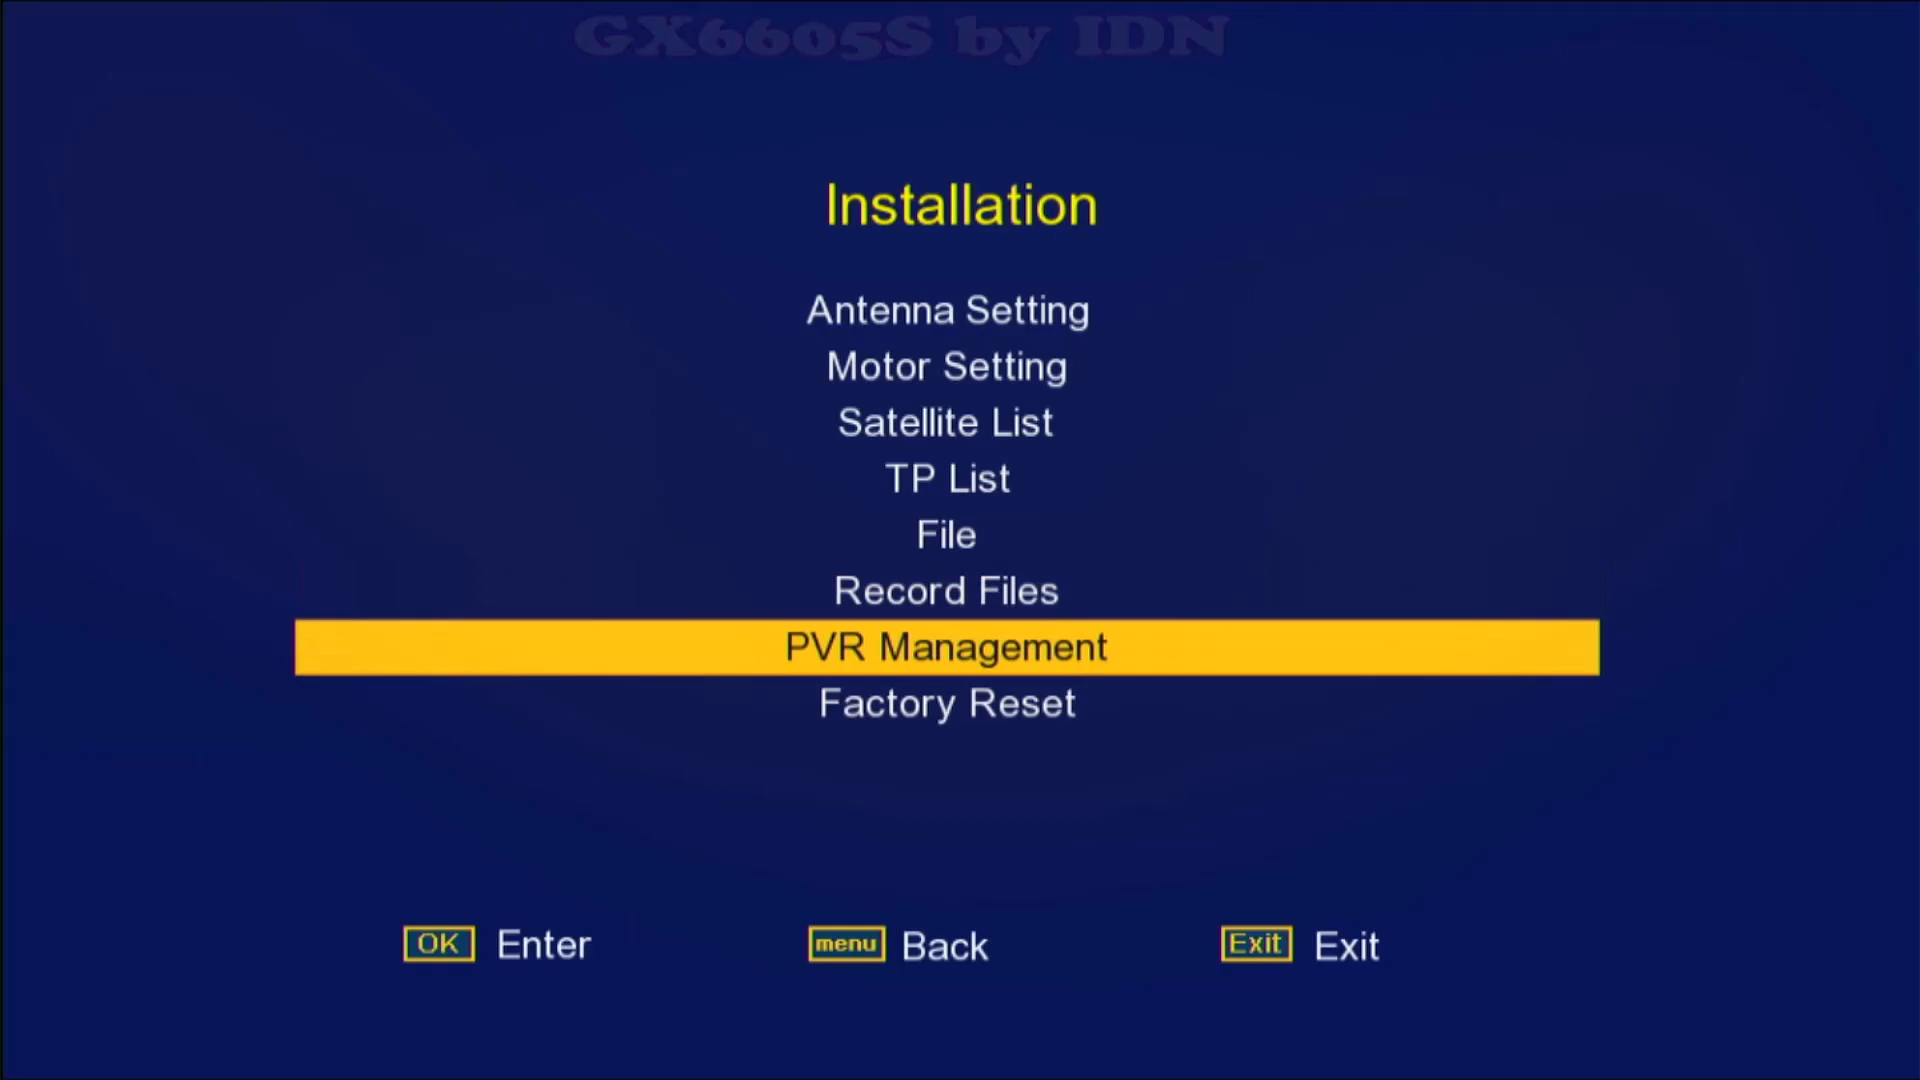 GX6605S by IDN
Installation
Antenna Setting
Motor Setting
Satellite List
TP List
File
Record Files
PVR Management
Factory Reset
OK Enter menu Back Exit Exit